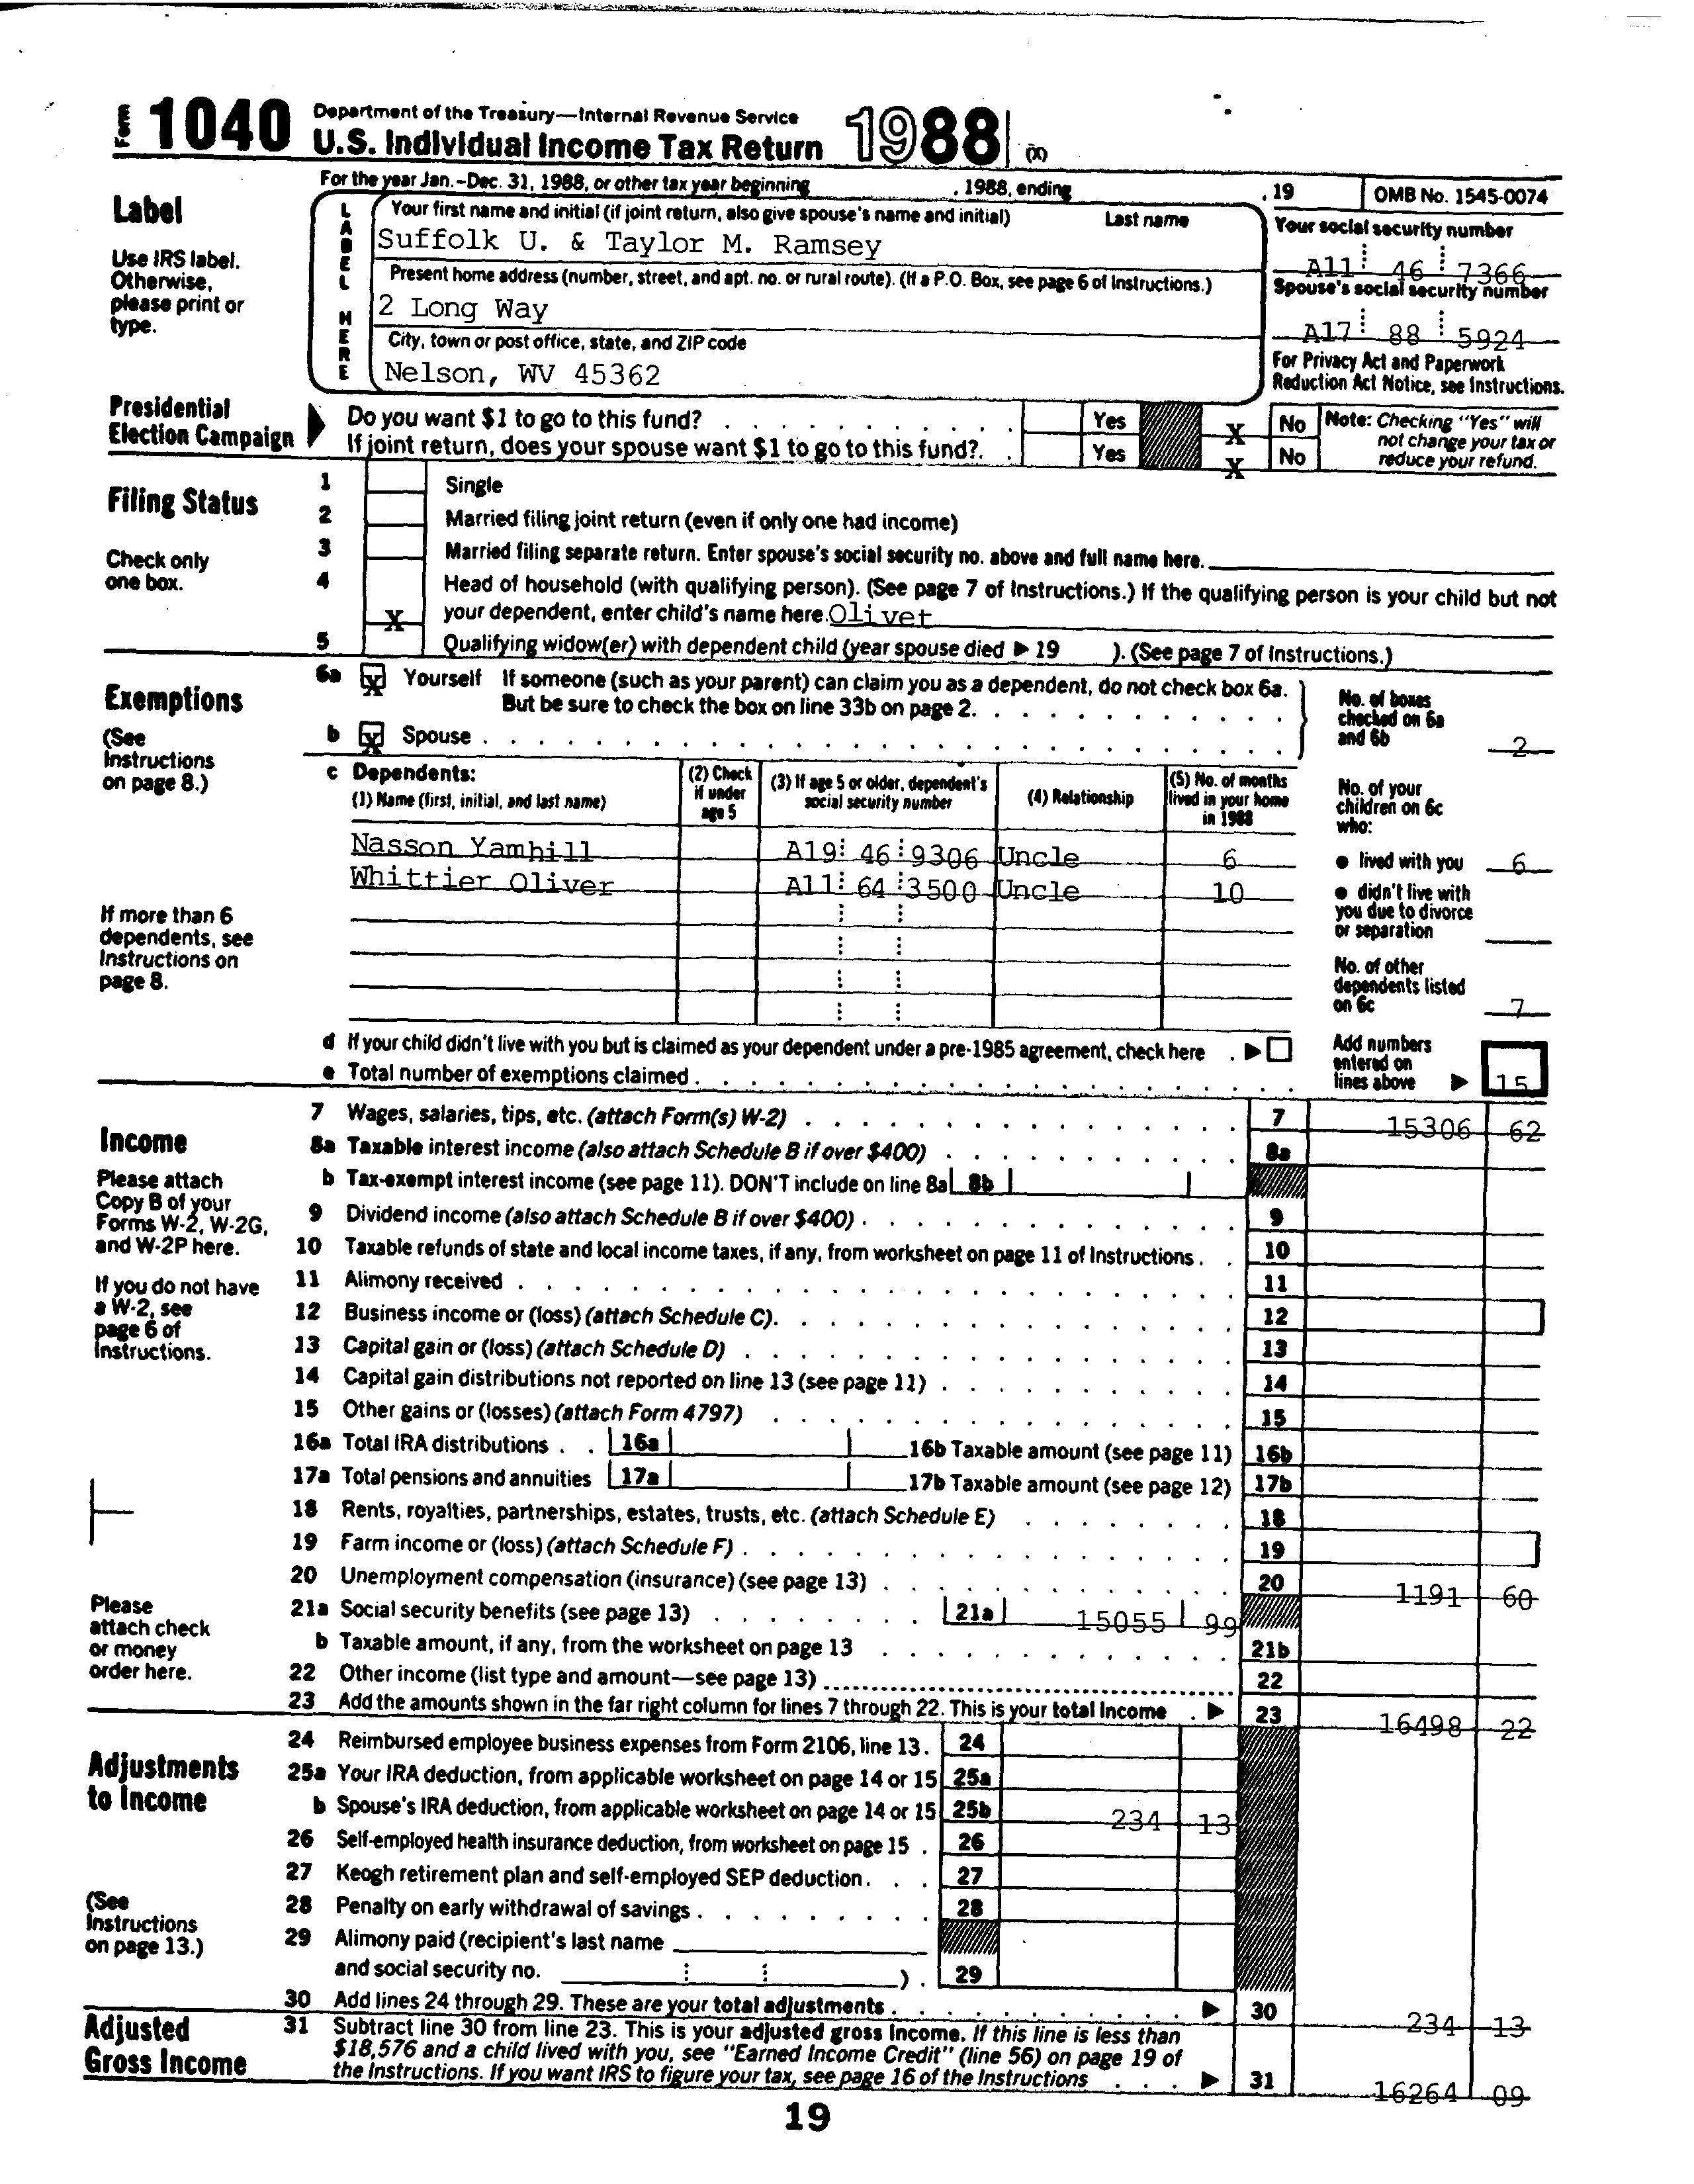 Form 1040 Department of the Treasury—Internal Revenue Service
U.S. Individual Income Tax Return 1988 (X)
For the year Jan.–Dec. 31, 1988, or other tax year beginning , 1988, ending , 19 OMB No. 1545-0074
Label
Use IRS label.
Otherwise,
please print or
type.
LABEL HERE
Your first name and initial (if joint return, also give spouse's name and initial) Last name
Suffolk U. & Taylor M. Ramsey
Present home address (number, street, and apt. no. or rural route). (If a P.O. Box, see page 6 of Instructions.)
2 Long Way
City, town or post office, state, and ZIP code
Nelson, WV 45362
Your social security number
A11 46 7366
Spouse's social security number
A17 88 5924
For Privacy Act and Paperwork
Reduction Act Notice, see Instructions.
Presidential
Election Campaign
Do you want $1 to go to this fund? Yes X No
If joint return, does your spouse want $1 to go to this fund? Yes X No
Note: Checking "Yes" will
not change your tax or
reduce your refund.
Filing Status
Check only
one box.
1 Single
2 Married filing joint return (even if only one had income)
3 Married filing separate return. Enter spouse's social security no. above and full name here.
4 Head of household (with qualifying person). (See page 7 of Instructions.) If the qualifying person is your child but not
X your dependent, enter child's name here. Olivet
5 Qualifying widow(er) with dependent child (year spouse died ▶ 19 ). (See page 7 of Instructions.)
Exemptions
(See
Instructions
on page 8.)
6a X Yourself If someone (such as your parent) can claim you as a dependent, do not check box 6a.
But be sure to check the box on line 33b on page 2.
b X Spouse
No. of boxes
checked on 6a
and 6b 2
c Dependents:
(1) Name (first, initial, and last name)
(2) Check
if under
age 5
(3) If age 5 or older, dependent's
social security number
(4) Relationship
(5) No. of months
lived in your home
in 1988
Nasson Yamhill A19 46 9306 Uncle 6
Whittier Oliver A11 64 3500 Uncle 10
If more than 6
dependents, see
Instructions on
page 8.
No. of your
children on 6c
who:
● lived with you 6
● didn't live with
you due to divorce
or separation
No. of other
dependents listed
on 6c 7
d If your child didn't live with you but is claimed as your dependent under a pre-1985 agreement, check here ▶
e Total number of exemptions claimed
Add numbers
entered on
lines above ▶ 15
Income
Please attach
Copy B of your
Forms W-2, W-2G,
and W-2P here.
If you do not have
a W-2, see
page 6 of
Instructions.
Please
attach check
or money
order here.
7 Wages, salaries, tips, etc. (attach Form(s) W-2) 7 15306 62
8a Taxable interest income (also attach Schedule B if over $400) 8a
b Tax-exempt interest income (see page 11). DON'T include on line 8a 8b
9 Dividend income (also attach Schedule B if over $400) 9
10 Taxable refunds of state and local income taxes, if any, from worksheet on page 11 of Instructions. 10
11 Alimony received 11
12 Business income or (loss) (attach Schedule C). 12
13 Capital gain or (loss) (attach Schedule D) 13
14 Capital gain distributions not reported on line 13 (see page 11) 14
15 Other gains or (losses) (attach Form 4797) 15
16a Total IRA distributions 16a 16b Taxable amount (see page 11) 16b
17a Total pensions and annuities 17a 17b Taxable amount (see page 12) 17b
18 Rents, royalties, partnerships, estates, trusts, etc. (attach Schedule E) 18
19 Farm income or (loss) (attach Schedule F) 19
20 Unemployment compensation (insurance) (see page 13) 20 1191 60
21a Social security benefits (see page 13) 21a 15055 99
b Taxable amount, if any, from the worksheet on page 13 21b
22 Other income (list type and amount—see page 13) 22
23 Add the amounts shown in the far right column for lines 7 through 22. This is your total income ▶ 23 16498 22
Adjustments
to Income
(See
Instructions
on page 13.)
24 Reimbursed employee business expenses from Form 2106, line 13. 24
25a Your IRA deduction, from applicable worksheet on page 14 or 15 25a
b Spouse's IRA deduction, from applicable worksheet on page 14 or 15 25b 234 13
26 Self-employed health insurance deduction, from worksheet on page 15 26
27 Keogh retirement plan and self-employed SEP deduction 27
28 Penalty on early withdrawal of savings 28
29 Alimony paid (recipient's last name
and social security no. ). 29
30 Add lines 24 through 29. These are your total adjustments ▶ 30 234 13
Adjusted
Gross Income
31 Subtract line 30 from line 23. This is your adjusted gross income. If this line is less than
$18,576 and a child lived with you, see "Earned Income Credit" (line 56) on page 19 of
the Instructions. If you want IRS to figure your tax, see page 16 of the Instructions ▶ 31 16264 09
19